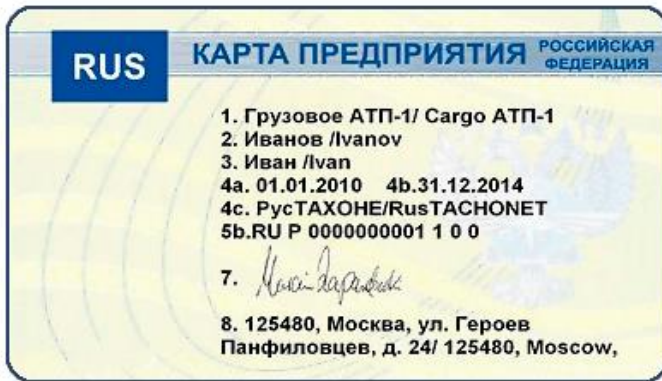 RUS
КАРТА ПРЕДПРИЯТИЯ
РОССИЙСКАЯ
ФЕДЕРАЦИЯ
1. Грузовое АТП-1/ Cargo АТП-1
2. Иванов /Ivanov
3. Иван /Ivan
4a. 01.01.2010 4b.31.12.2014
4c. РусТАХОНЕ/RusTACHONET
5b.RU P 0000000001 1 0 0
7.
8. 125480, Москва, ул. Героев
Панфиловцев, д. 24/ 125480, Moscow,